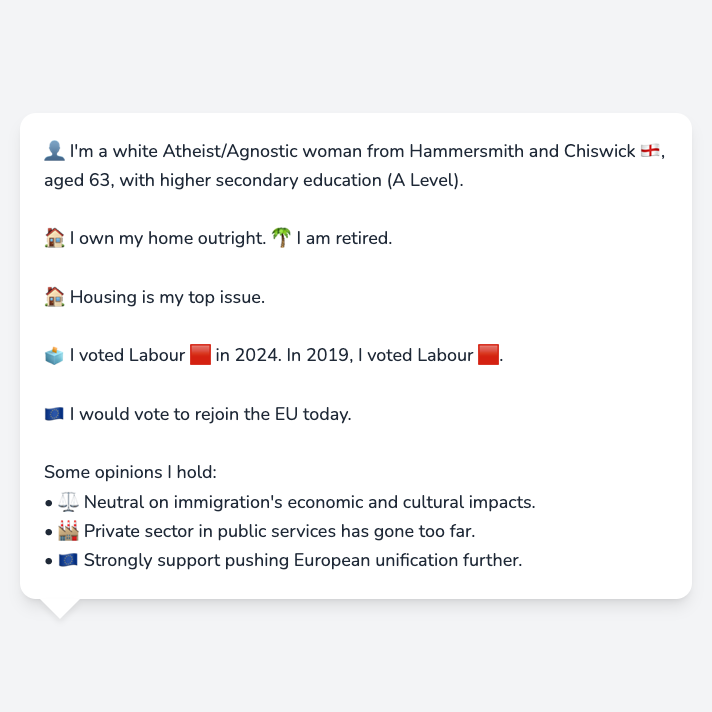 👤 I'm a white Atheist/Agnostic woman from Hammersmith and Chiswick 🏴󠁧󠁢󠁥󠁮󠁧󠁿,
aged 63, with higher secondary education (A Level).
🏠 I own my home outright. 🌴 I am retired.
🏠 Housing is my top issue.
🗳️ I voted Labour 🟥 in 2024. In 2019, I voted Labour 🟥.
🇪🇺 I would vote to rejoin the EU today.
Some opinions I hold:
• ⚖️ Neutral on immigration's economic and cultural impacts.
• 🏭 Private sector in public services has gone too far.
• 🇪🇺 Strongly support pushing European unification further.